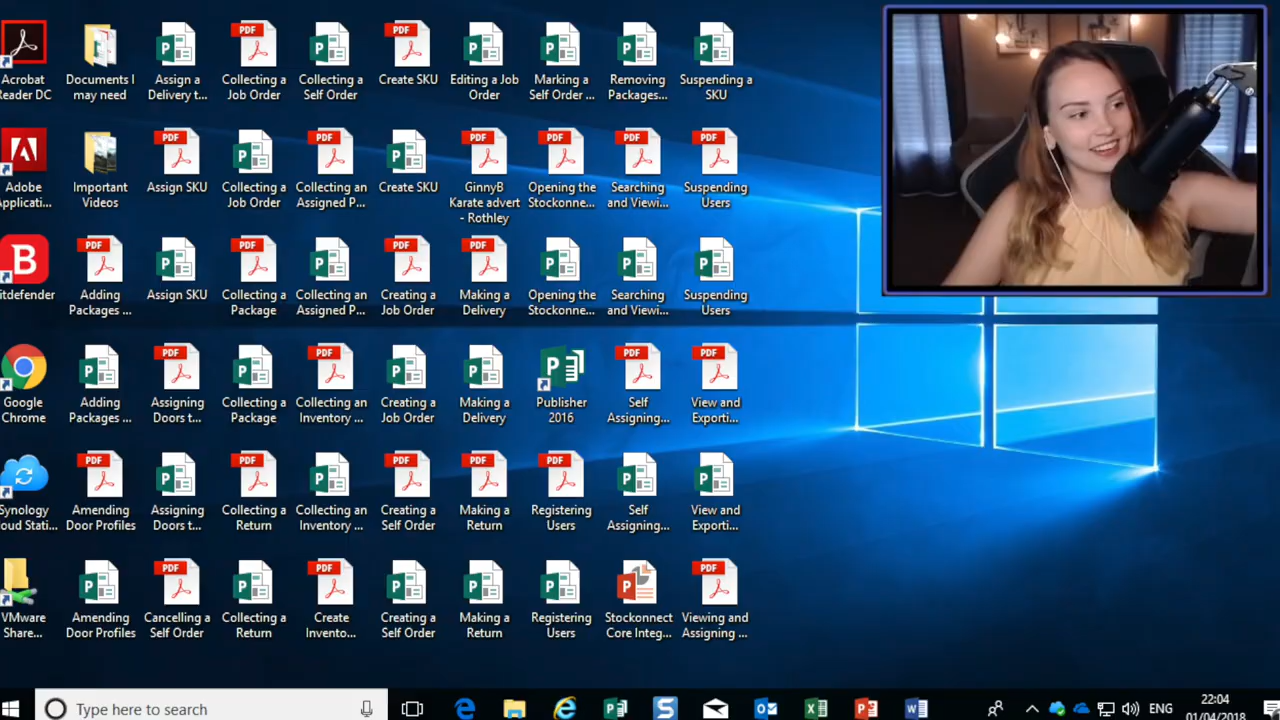 Acrobat
Reader DC
Documents I
may need
Assign a
Delivery t...
PDF
Collecting a
Job Order
Collecting a
Self Order
PDF
Create SKU
Editing a Job
Order
Marking a
Self Order ...
Removing
Packages...
Suspending a
SKU
Adobe
Applicati...
Important
Videos
PDF
Assign SKU
Collecting a
Job Order
PDF
Collecting an
Assigned P...
Create SKU
PDF
GinnyB
Karate advert
- Rothley
PDF
Opening the
Stockonne...
PDF
Searching
and Viewi...
PDF
Suspending
Users
B
itdefender
PDF
Adding
Packages ...
Assign SKU
PDF
Collecting a
Package
Collecting an
Assigned P...
PDF
Creating a
Job Order
PDF
Making a
Delivery
Opening the
Stockonne...
Searching
and Viewi...
Suspending
Users
Google
Chrome
Adding
Packages ...
PDF
Assigning
Doors t...
Collecting a
Package
PDF
Collecting an
Inventory ...
Creating a
Job Order
Making a
Delivery
Publisher
2016
PDF
Self
Assigning...
PDF
View and
Exporti...
Synology
loud Stati...
PDF
Amending
Door Profiles
Assigning
Doors t...
PDF
Collecting a
Return
Collecting an
Inventory ...
PDF
Creating a
Self Order
PDF
Making a
Return
PDF
Registering
Users
Self
Assigning...
View and
Exporti...
VMware
Share...
Amending
Door Profiles
PDF
Cancelling a
Self Order
Collecting a
Return
PDF
Create
Invento...
Creating a
Self Order
Making a
Return
Registering
Users
Stockonnect
Core Integ...
PDF
Viewing and
Assigning ...
Type here to search
ENG
22:04
01/04/2018